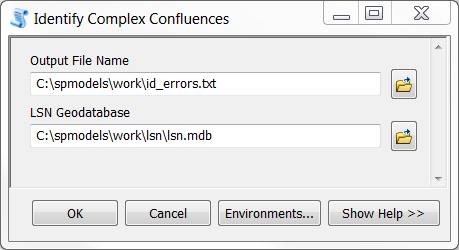 Identify Complex Confluences
Output File Name
C:\spmodels\work\id_errors.txt
LSN Geodatabase
C:\spmodels\work\lsn\lsn.mdb
OK Cancel Environments... Show Help >>